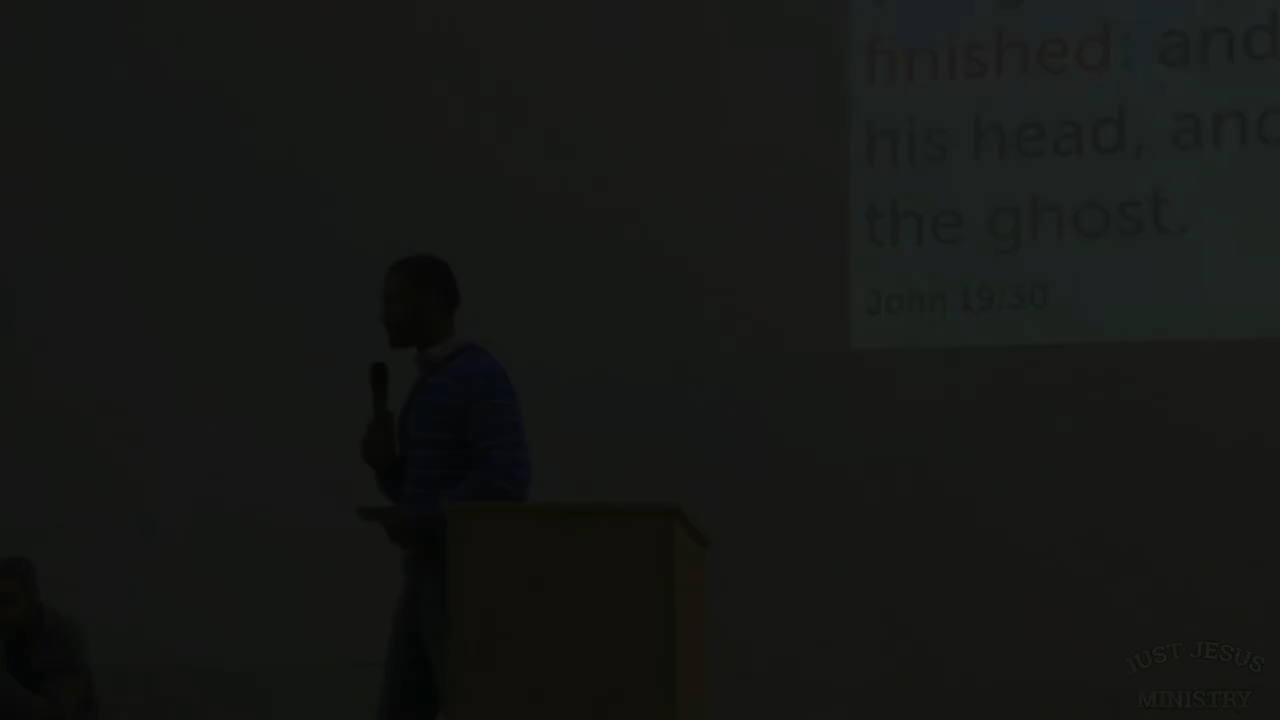 finished: and
his head, and
the ghost.
John 19:30
JUST JESUS
MINISTRY